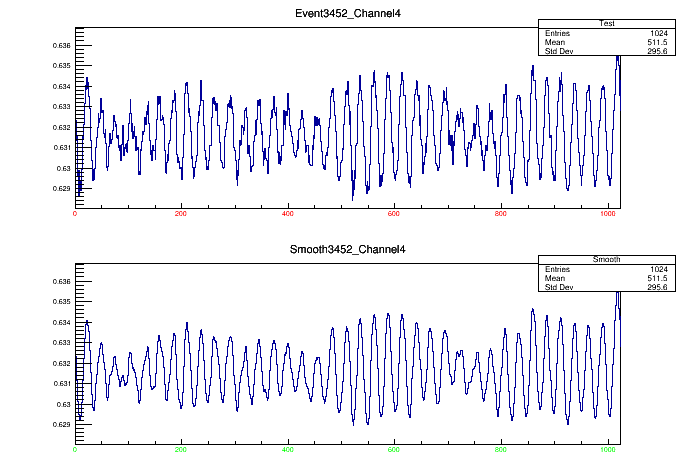 Event3452_Channel4
Test
Entries 1024
Mean 511.5
Std Dev 295.6
0.636
0.635
0.634
0.633
0.632
0.631
0.63
0.629
0 200 400 600 800 1000
Smooth3452_Channel4
Smooth
Entries 1024
Mean 511.5
Std Dev 295.6
0.636
0.635
0.634
0.633
0.632
0.631
0.63
0.629
0 200 400 600 800 1000